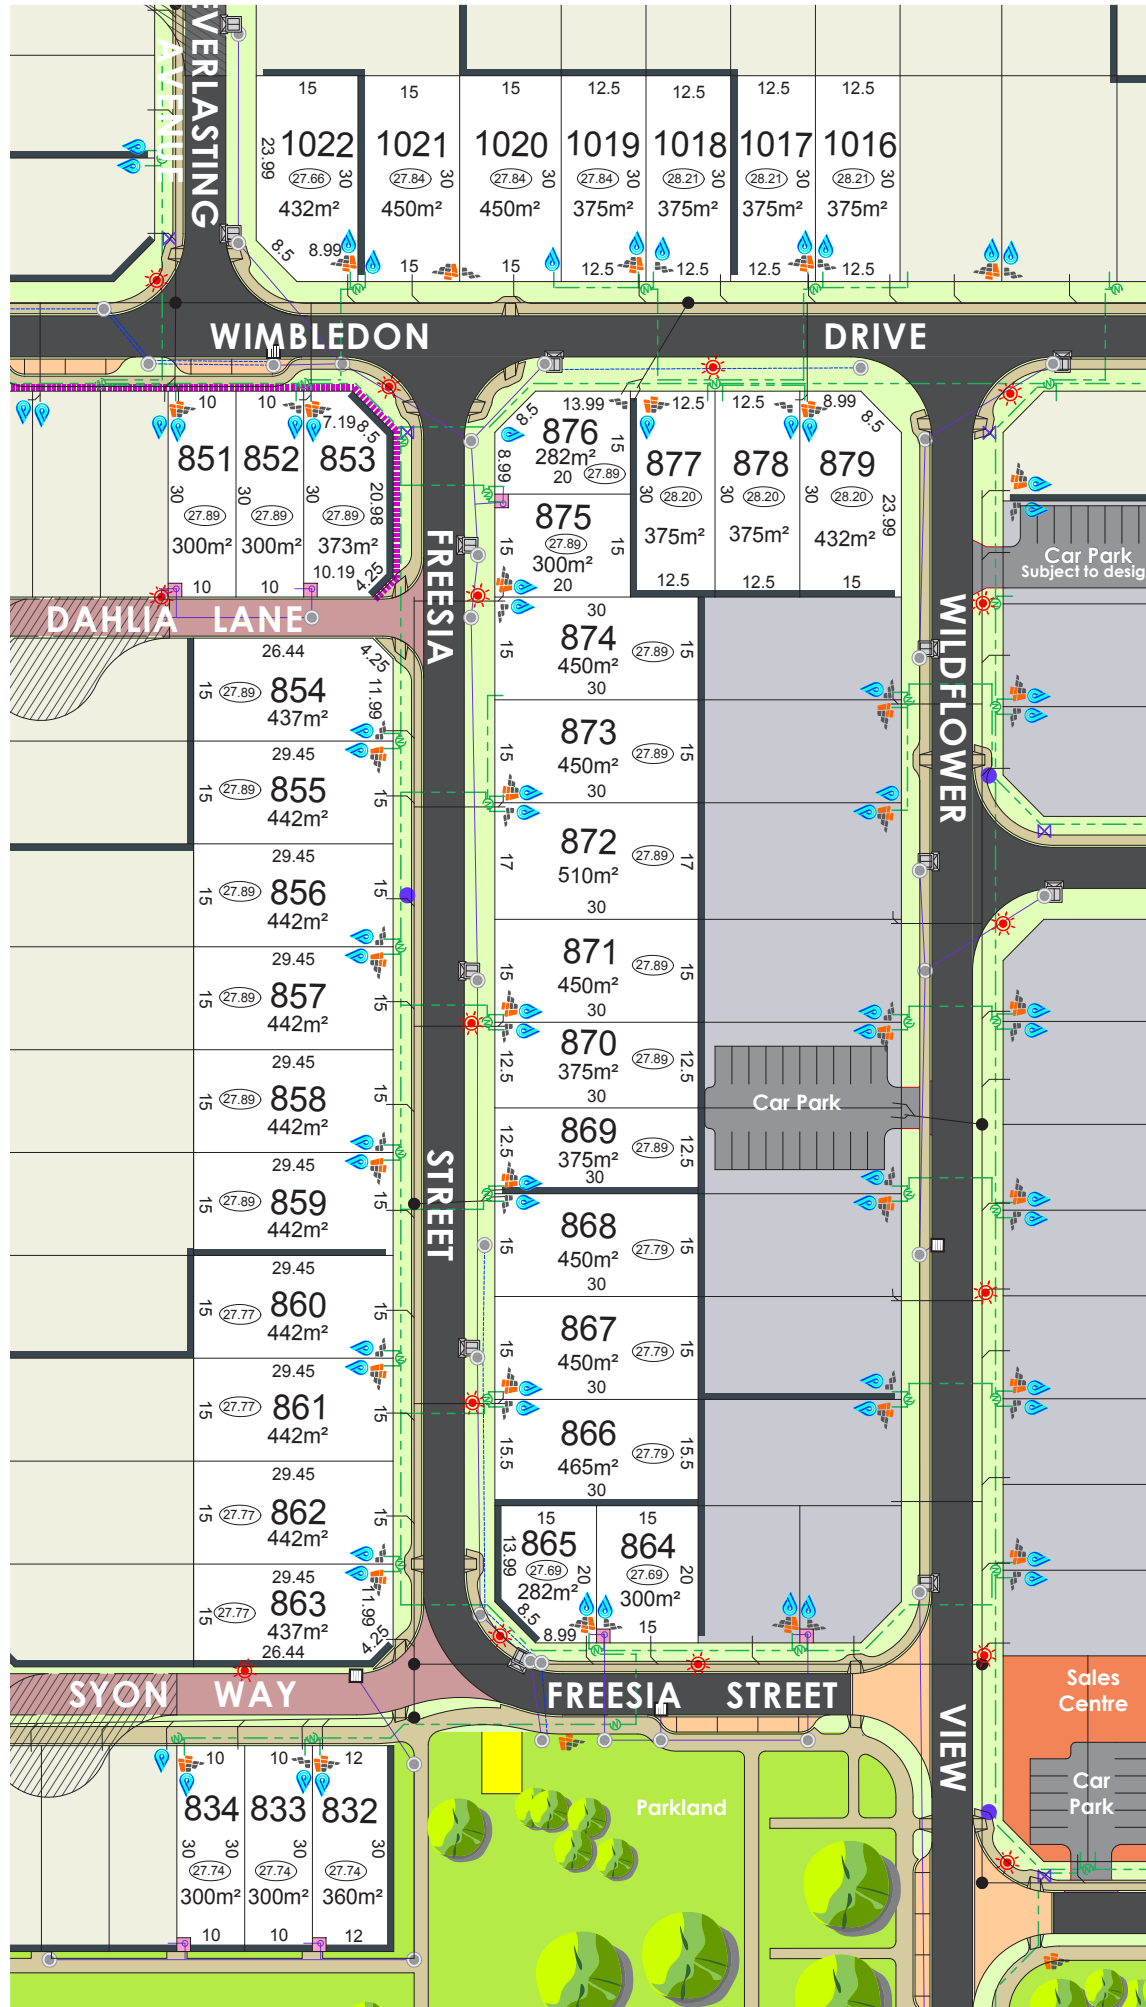 EVERLASTING
AVENUE
15 15 15 12.5 12.5 12.5 12.5
1022 1021 1020 1019 1018 1017 1016
23.99 30 30 30 30 30 30 30
27.66 27.84 27.84 27.84 28.21 28.21 28.21
432m² 450m² 450m² 375m² 375m² 375m² 375m²
8.5 8.99 15 15 12.5 12.5 12.5 12.5
WIMBLEDON DRIVE
10 10 7.19 8.5
851 852 853
30 30 30 20.98
27.89 27.89 27.89
300m² 300m² 373m²
10 10 10.19 4.25
8.5 13.99
876
282m²
8.99 15
20 27.89
875
27.89
15 15
300m²
20
12.5 12.5 8.99 8.5
877 878 879
30 30 30 23.99
28.20 28.20 28.20
375m² 375m² 432m²
12.5 12.5 15
Car Park
Subject to desig
DAHLIA LANE
FREESIA
STREET
WILDFLOWER
VIEW
26.44 4.25
15 27.89 854 11.99
437m²
29.45
15 27.89 855 15
442m²
29.45
15 27.89 856 15
442m²
29.45
15 27.89 857 15
442m²
29.45
15 27.89 858 15
442m²
29.45
15 27.89 859 15
442m²
29.45
15 27.77 860 15
442m²
29.45
15 27.77 861 15
442m²
29.45
15 27.77 862 15
442m²
29.45
15 27.77 863 11.99
437m²
26.44 4.25
30
15 874 27.89 15
450m²
30
15 873 27.89 15
450m²
30
17 872 27.89 17
510m²
30
15 871 27.89 15
450m²
30
12.5 870 27.89 12.5
375m²
30
12.5 869 27.89 12.5
375m²
30
15 868 27.79 15
450m²
30
15 867 27.79 15
450m²
30
15.5 866 27.79 15.5
465m²
30
15 15
865 864
13.99 27.69 20 27.69 20
282m² 300m²
8.5 8.99 15
Car Park
SYON WAY
FREESIA STREET
Sales
Centre
Car
Park
Parkland
10 10 12
834 833 832
30 30 30 30
27.74 27.74 27.74
300m² 300m² 360m²
10 10 12